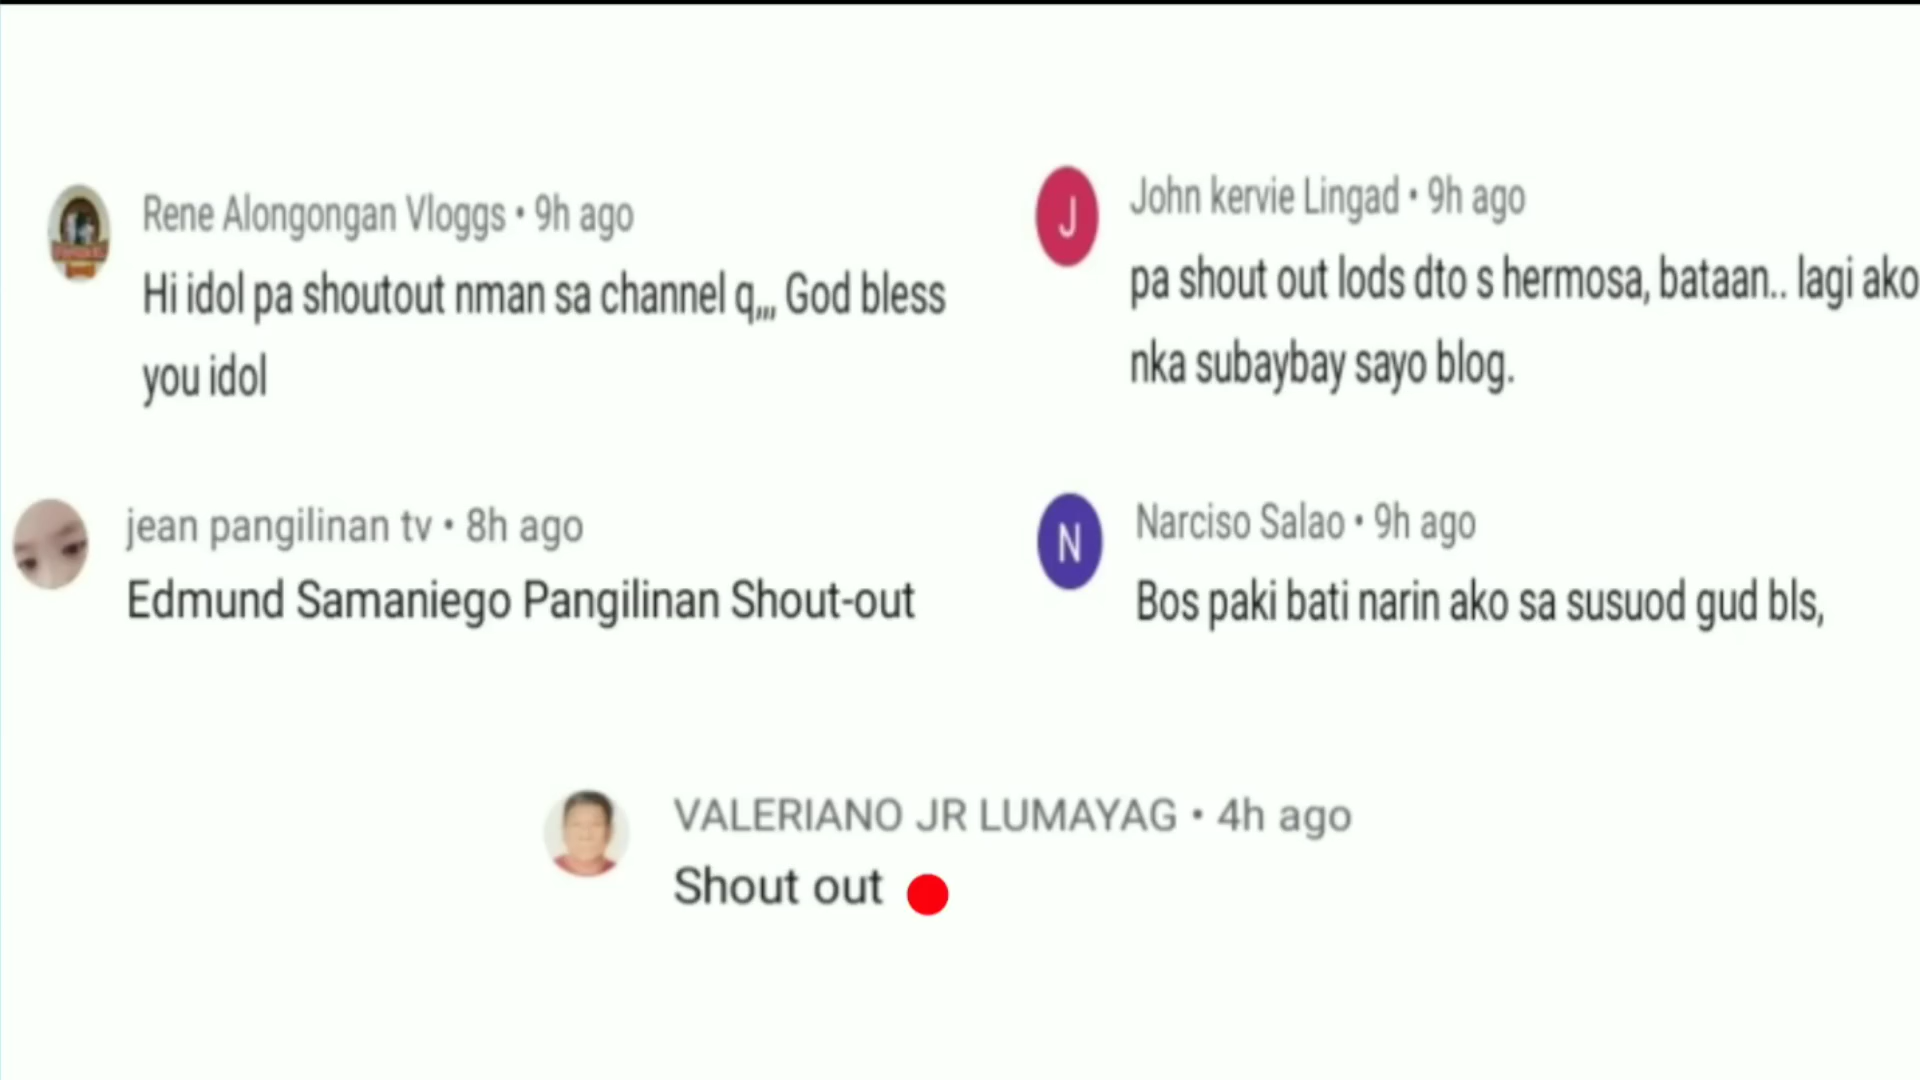 Rene Alongongan Vloggs • 9h ago
Hi idol pa shoutout nman sa channel q,,, God bless
you idol
John kervie Lingad • 9h ago
pa shout out lods dto s hermosa, bataan.. lagi ako
nka subaybay sayo blog.
jean pangilinan tv • 8h ago
Edmund Samaniego Pangilinan Shout-out
N
Narciso Salao • 9h ago
Bos paki bati narin ako sa susuod gud bls,
J
VALERIANO JR LUMAYAG • 4h ago
Shout out